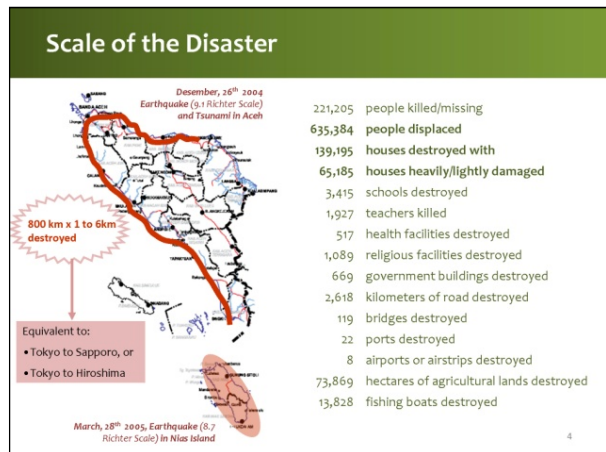 Scale of the Disaster
Desember, 26th 2004
Earthquake (9.1 Richter Scale)
and Tsunami in Aceh
800 km x 1 to 6km
destroyed
Equivalent to:
• Tokyo to Sapporo, or
• Tokyo to Hiroshima
March, 28th 2005, Earthquake (8.7
Richter Scale) in Nias Island
221,205 people killed/missing
635,384 people displaced
139,195 houses destroyed with
65,185 houses heavily/lightly damaged
3,415 schools destroyed
1,927 teachers killed
517 health facilities destroyed
1,089 religious facilities destroyed
669 government buildings destroyed
2,618 kilometers of road destroyed
119 bridges destroyed
22 ports destroyed
8 airports or airstrips destroyed
73,869 hectares of agricultural lands destroyed
13,828 fishing boats destroyed
4